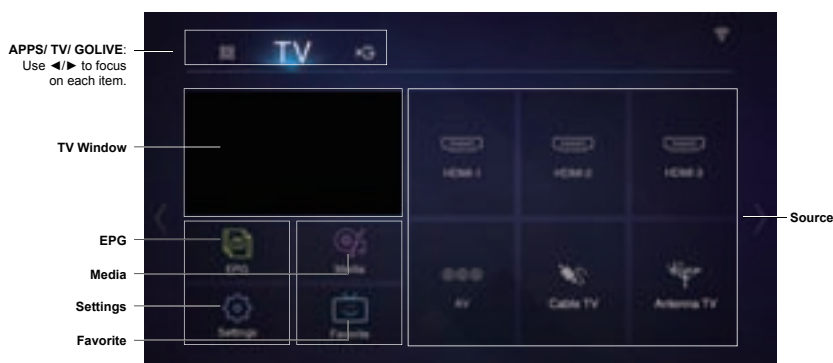 APPS/ TV/ GOLIVE:
Use ◄/► to focus
on each item.
TV
TV Window
HDMI 1
HDMI 2
HDMI 3
Source
EPG
EPG
Media
Media
Settings
Settings
Favorite
Favorite
AV
Cable TV
Antenna TV